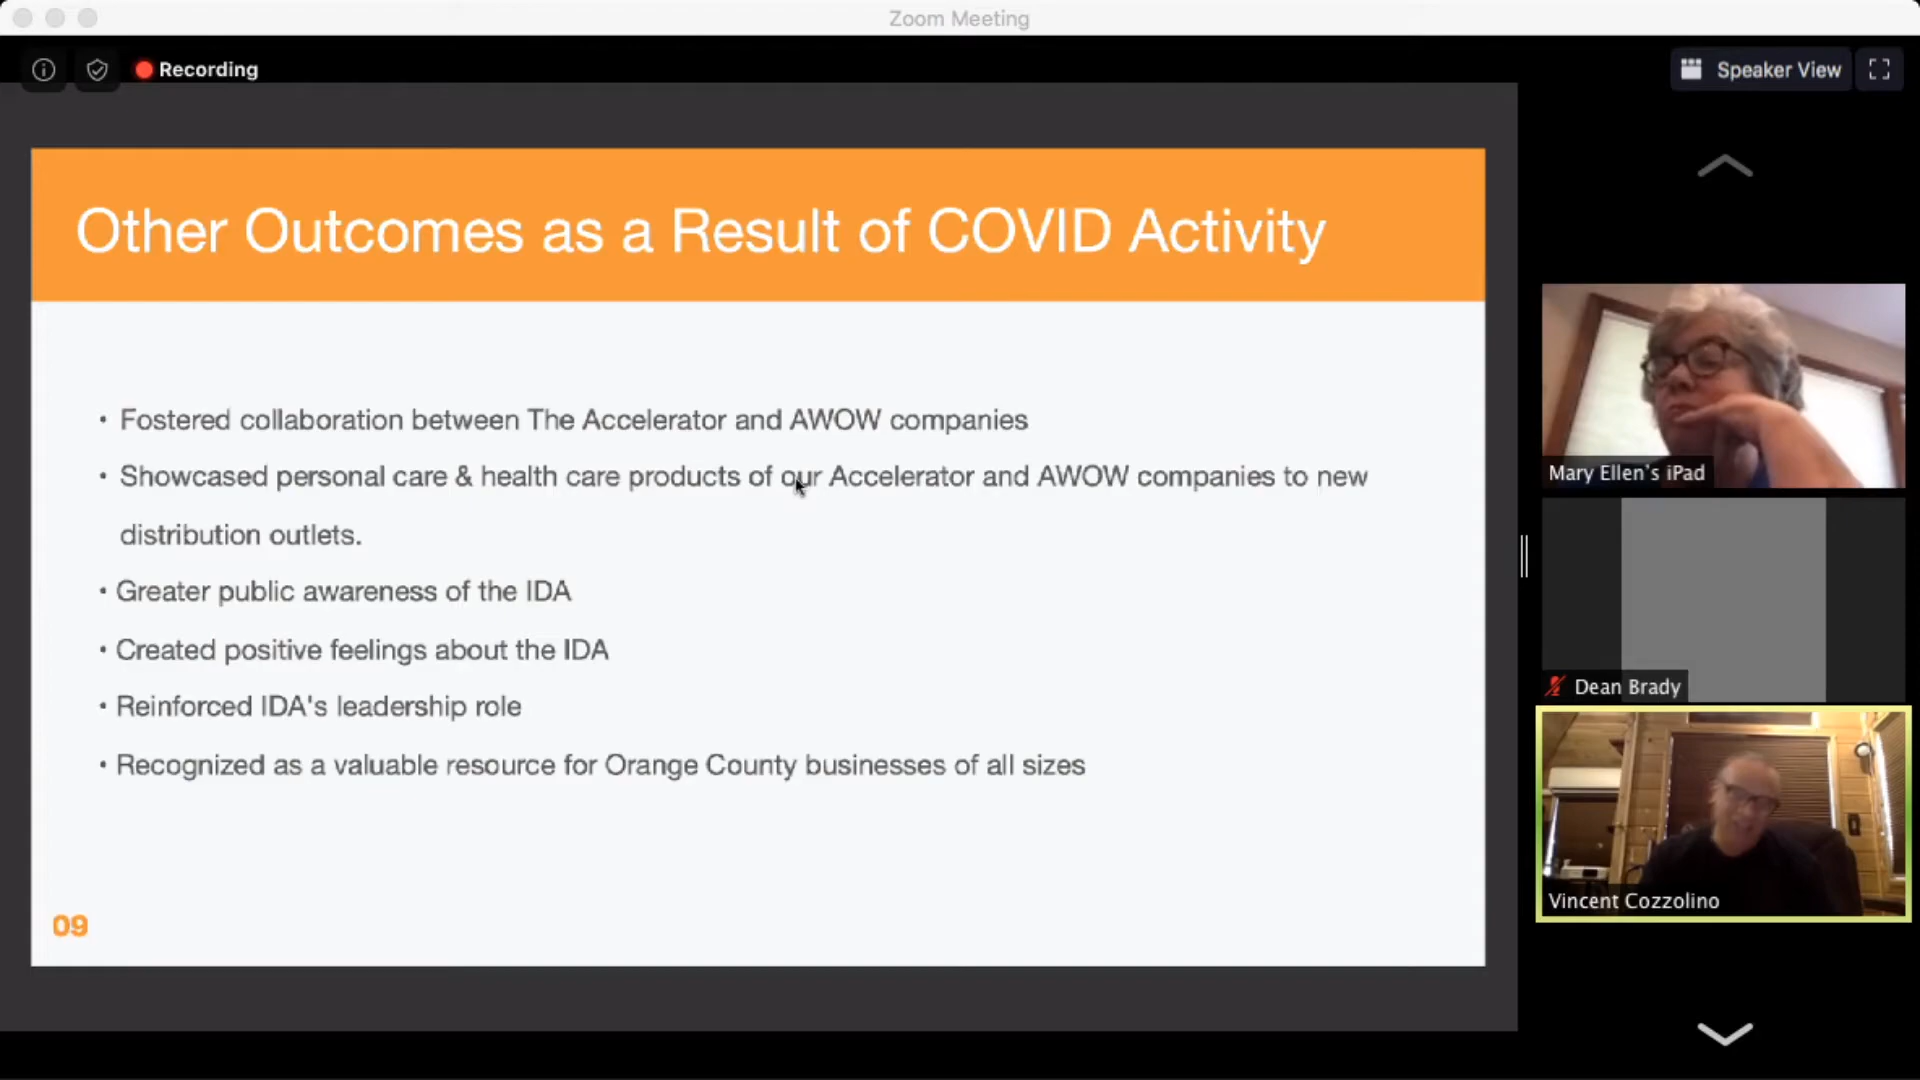 Zoom Meeting
Recording
Speaker View
Other Outcomes as a Result of COVID Activity
• Fostered collaboration between The Accelerator and AWOW companies
• Showcased personal care & health care products of our Accelerator and AWOW companies to new
distribution outlets.
• Greater public awareness of the IDA
• Created positive feelings about the IDA
• Reinforced IDA's leadership role
• Recognized as a valuable resource for Orange County businesses of all sizes
09
Mary Ellen's iPad
Dean Brady
Vincent Cozzolino